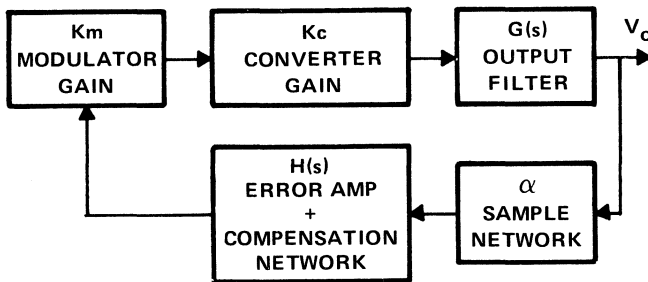 Km
MODULATOR
GAIN
Kc
CONVERTER
GAIN
G(s)
OUTPUT
FILTER
Vo
H(s)
ERROR AMP
+
COMPENSATION
NETWORK
α
SAMPLE
NETWORK